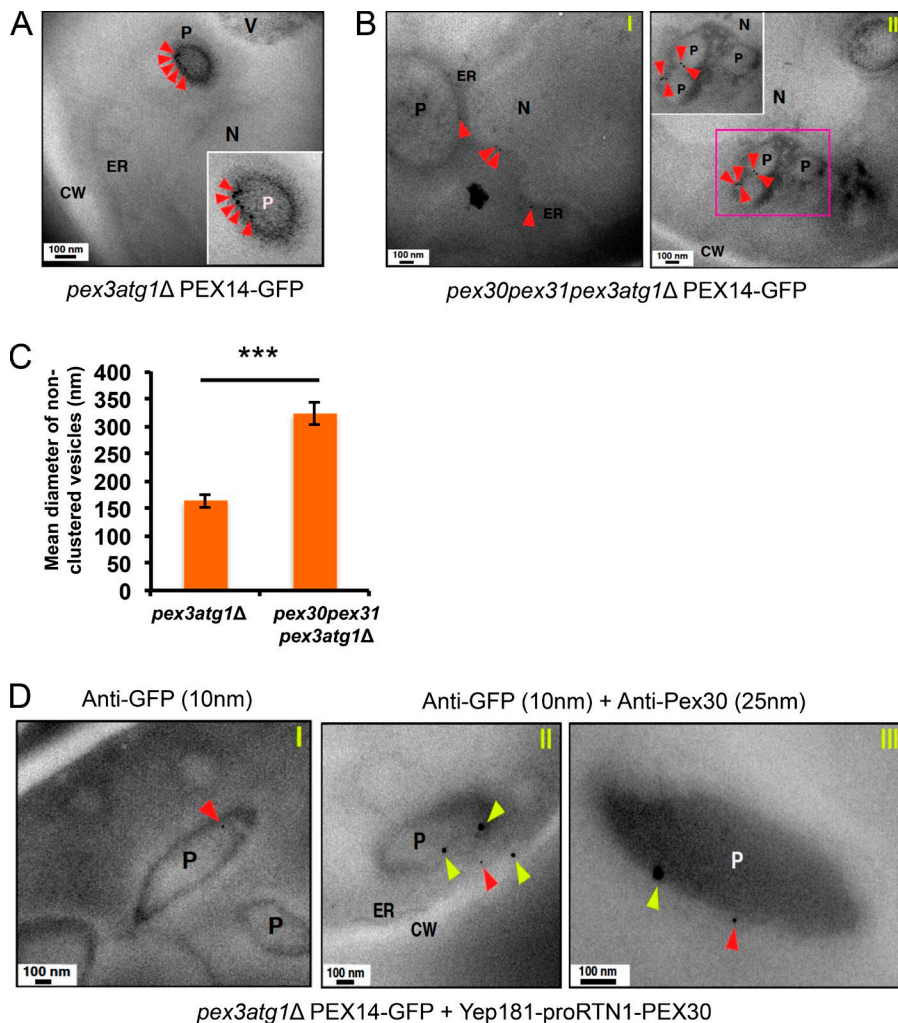 A
P
V
N
ER
CW
P
100 nm
pex3atg1Δ PEX14-GFP
B
I
ER
P
N
ER
100 nm
II
N
P
P
P
N
P
P
CW
100 nm
pex30pex31pex3atg1Δ PEX14-GFP
C
Mean diameter of non-
clustered vesicles (nm)
400
350
300
250
200
150
100
50
0
***
pex3atg1Δ
pex30pex31
pex3atg1Δ
D
Anti-GFP (10nm)
Anti-GFP (10nm) + Anti-Pex30 (25nm)
I
P
P
100 nm
II
P
ER
CW
100 nm
III
P
100 nm
pex3atg1Δ PEX14-GFP + Yep181-proRTN1-PEX30